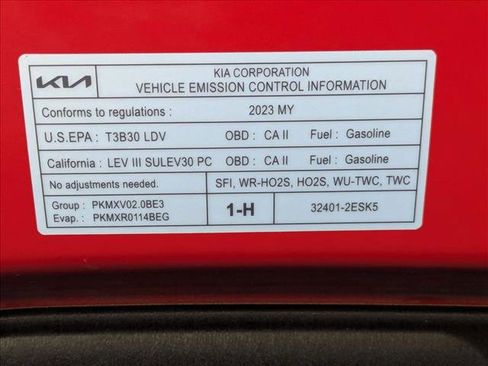 KIA
KIA CORPORATION
VEHICLE EMISSION CONTROL INFORMATION
Conforms to regulations : 2023 MY
U.S.EPA : T3B30 LDV OBD : CA II Fuel : Gasoline
California : LEV III SULEV30 PC OBD : CA II Fuel : Gasoline
No adjustments needed. SFI, WR-HO2S, HO2S, WU-TWC, TWC
Group : PKMXV02.0BE3
Evap. : PKMXR0114BEG
1-H
32401-2ESK5